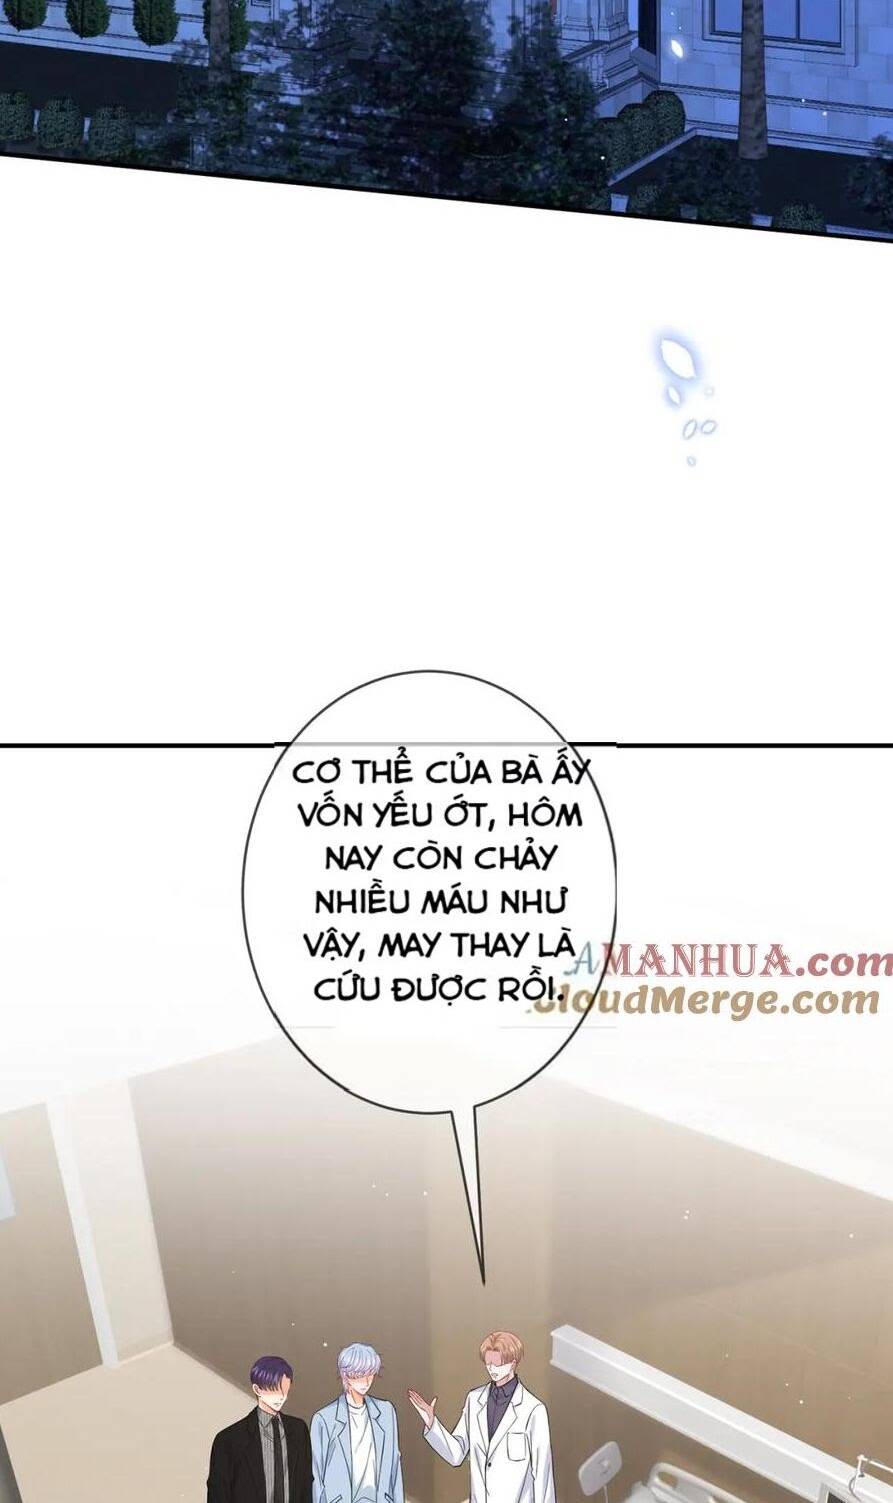 CƠ THỂ CỦA BÀ ẤY
VỐN YẾU ỚT, HÔM
NAY CÒN CHẢY
NHIỀU MÁU NHƯ
VẬY, MAY THAY LÀ
CỨU ĐƯỢC RỒI.
AMANHUA.com
CloudMerge.com